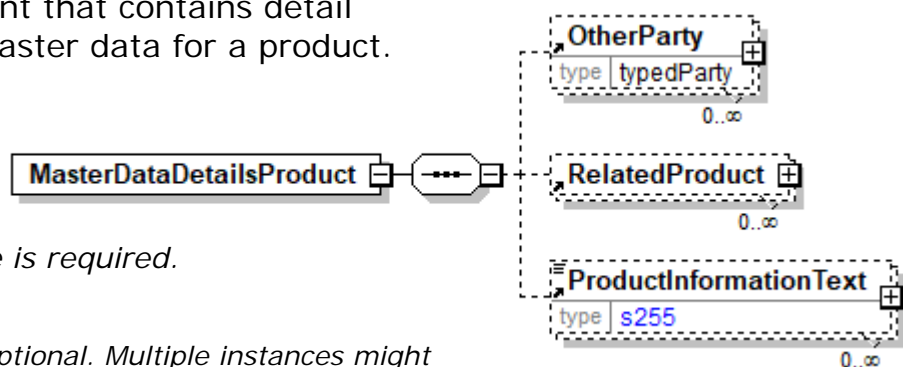 nt that contains detail
aster data for a product.
OtherParty
type typedParty
0..∞
MasterDataDetailsProduct
RelatedProduct
0..∞
e is required.
ProductInformationText
type s255
0..∞
ptional. Multiple instances might